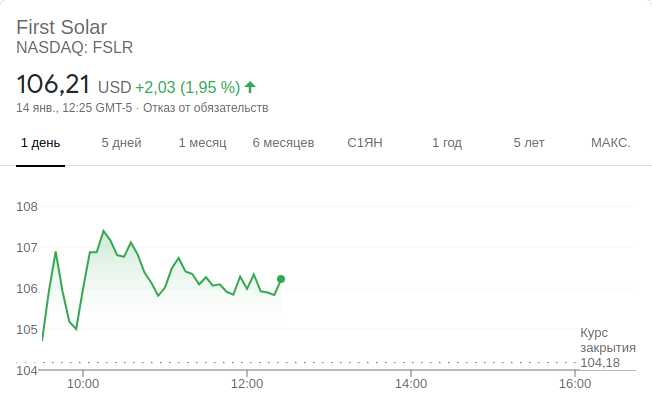 First Solar
NASDAQ: FSLR
106,21 USD +2,03 (1,95 %)
14 янв., 12:25 GMT-5 · Отказ от обязательств
1 день 5 дней 1 месяц 6 месяцев С1ЯН 1 год 5 лет МАКС.
108
107
106
105
104
Курс
закрытия
104,18
10:00 12:00 14:00 16:00